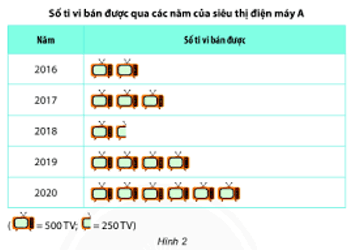 Số ti vi bán được qua các năm của siêu thị điện máy A
Năm Số ti vi bán được
2016
2017
2018
2019
2020
( = 500 TV; = 250 TV)
Hình 2